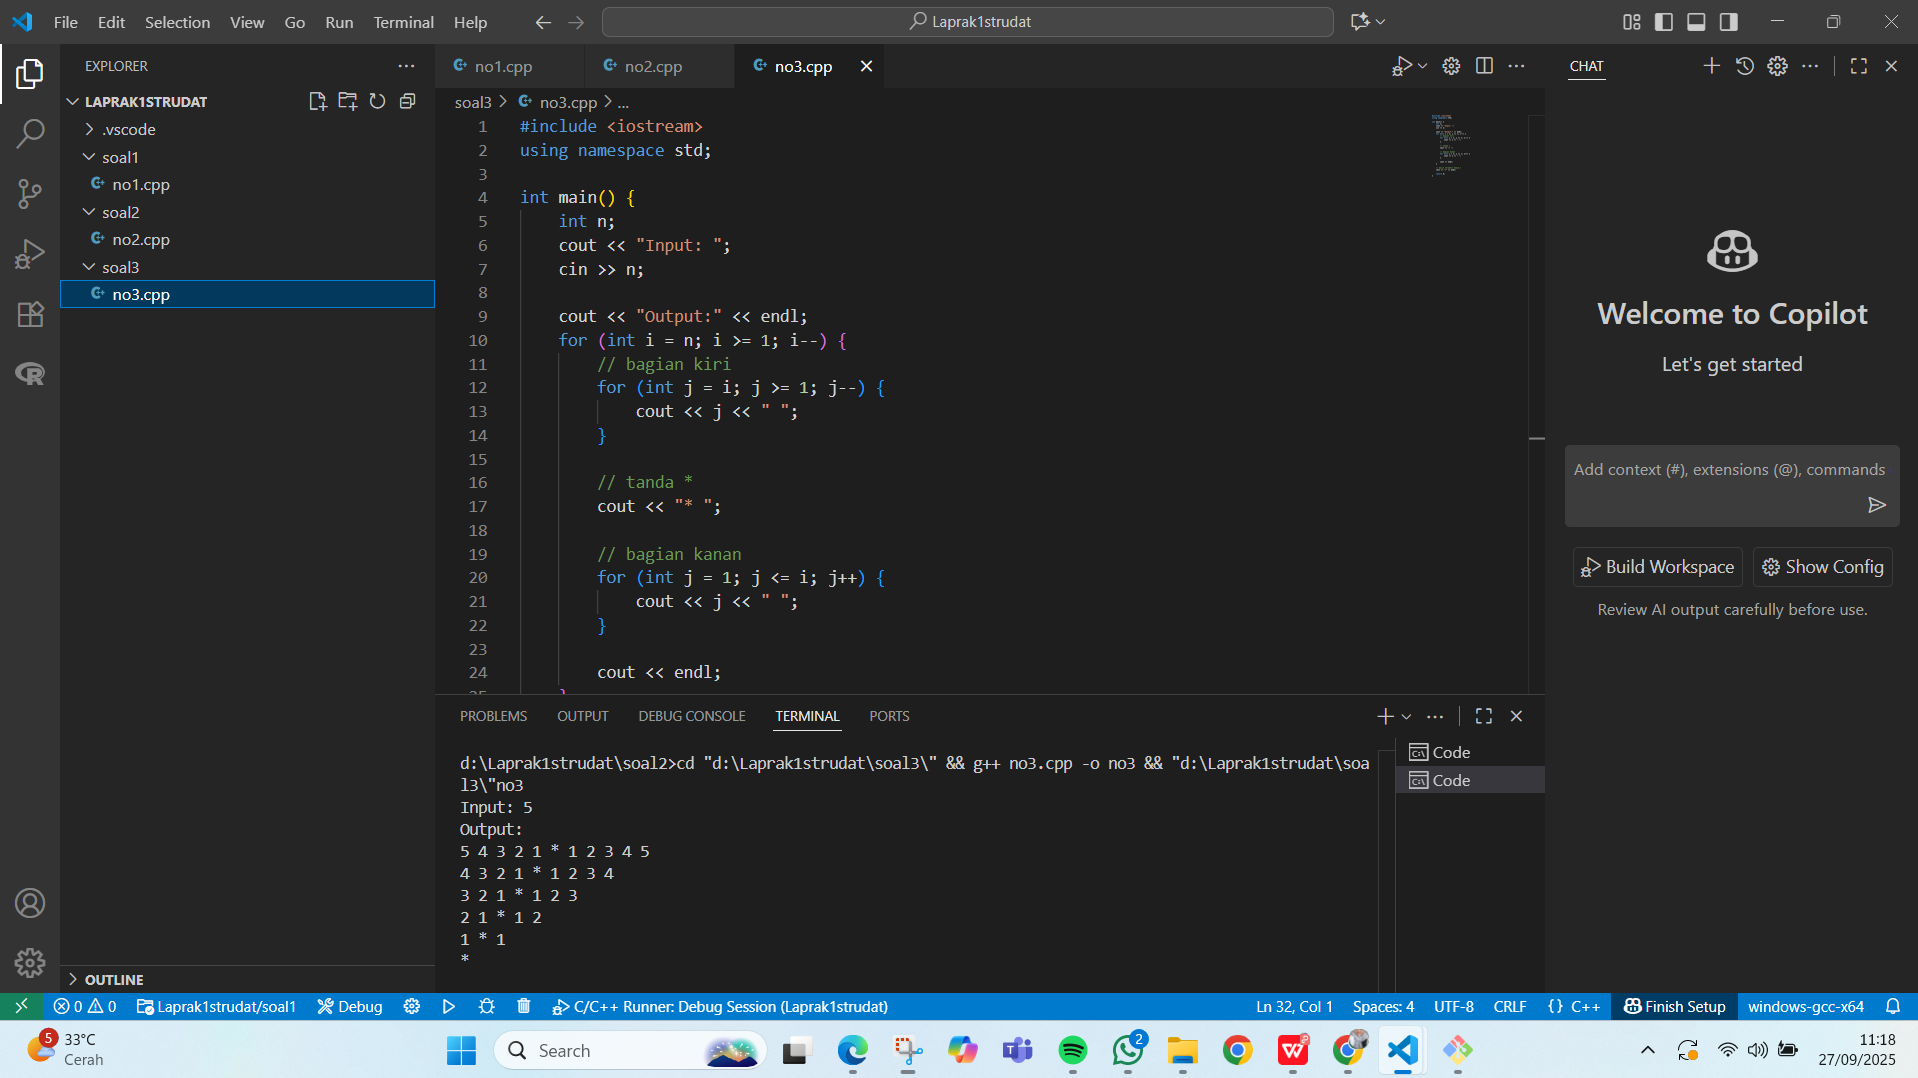 File Edit Selection View Go Run Terminal Help
Laprak1strudat
EXPLORER
LAPRAK1STRUDAT
.vscode
soal1
no1.cpp
soal2
no2.cpp
soal3
no3.cpp
OUTLINE
no1.cpp no2.cpp no3.cpp
soal3 > no3.cpp > ...
1 #include <iostream>
2 using namespace std;
3
4 int main() {
5 int n;
6 cout << "Input: ";
7 cin >> n;
8
9 cout << "Output:" << endl;
10 for (int i = n; i >= 1; i--) {
11 // bagian kiri
12 for (int j = i; j >= 1; j--) {
13 cout << j << " ";
14 }
15
16 // tanda *
17 cout << "* ";
18
19 // bagian kanan
20 for (int j = 1; j <= i; j++) {
21 cout << j << " ";
22 }
23
24 cout << endl;
25 }
PROBLEMS OUTPUT DEBUG CONSOLE TERMINAL PORTS
d:\Laprak1strudat\soal2>cd "d:\Laprak1strudat\soal3\" && g++ no3.cpp -o no3 && "d:\Laprak1strudat\soa
l3\"no3
Input: 5
Output:
5 4 3 2 1 * 1 2 3 4 5
4 3 2 1 * 1 2 3 4
3 2 1 * 1 2 3
2 1 * 1 2
1 * 1
*
Code
Code
CHAT
Welcome to Copilot
Let's get started
Add context (#), extensions (@), commands
Build Workspace Show Config
Review AI output carefully before use.
0 0 Laprak1strudat/soal1 Debug C/C++ Runner: Debug Session (Laprak1strudat) Ln 32, Col 1 Spaces: 4 UTF-8 CRLF {} C++ Finish Setup windows-gcc-x64
5 33°C
Cerah
Search
2
11:18
27/09/2025